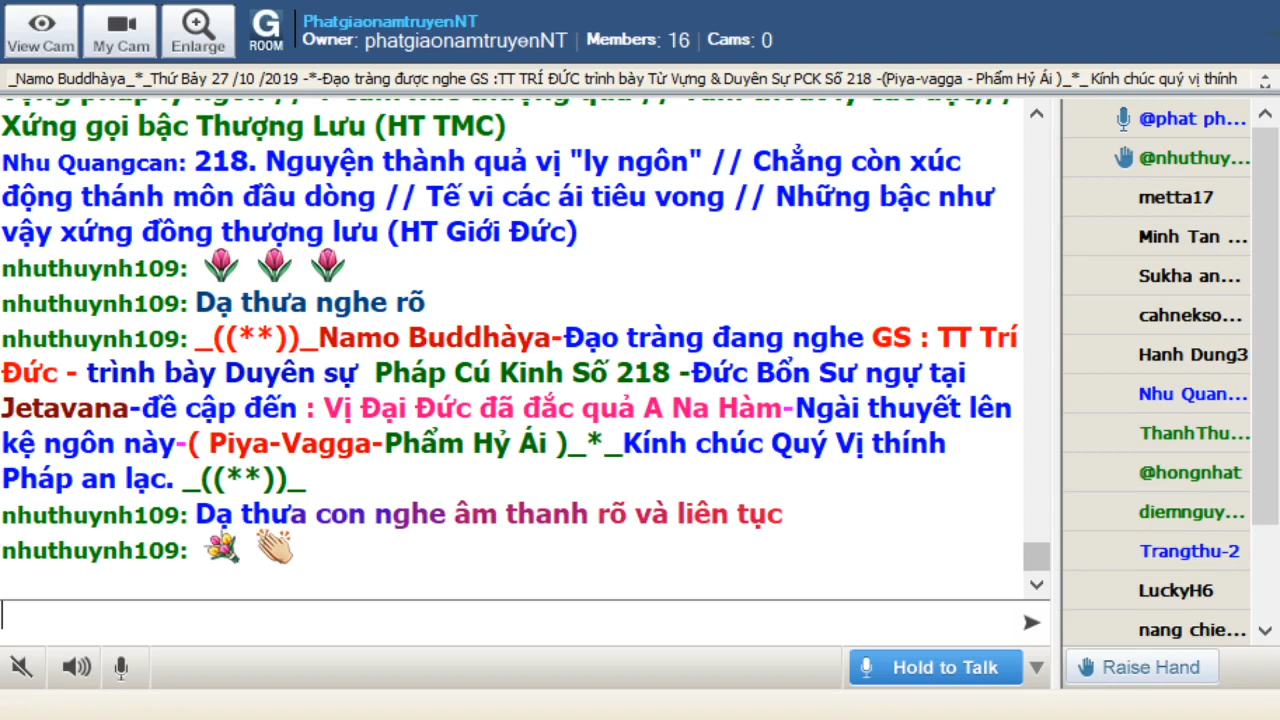 View Cam
My Cam
Enlarge
G
ROOM
PhatgiaonamtruyenNT
Owner: phatgiaonamtruyenNT | Members: 16 | Cams: 0
_Namo Buddhàya_*_Thứ Bảy 27 /10 /2019 -*-Đạo tràng được nghe GS :TT TRÍ ĐỨC trình bày Từ Vựng & Duyên Sự PCK Số 218 -(Piya-vagga - Phẩm Hỷ Ái )_*_Kính chúc quý vị thính
Xứng gọi bậc Thượng Lưu (HT TMC)
Nhu Quangcan: 218. Nguyện thành quả vị "ly ngôn" // Chẳng còn xúc
động thánh môn đầu dòng // Tế vi các ái tiêu vong // Những bậc như
vậy xứng đồng thượng lưu (HT Giới Đức)
nhuthuynh109:
nhuthuynh109: Dạ thưa nghe rõ
nhuthuynh109: _((**))_Namo Buddhàya-Đạo tràng đang nghe GS : TT Trí
Đức - trình bày Duyên sự Pháp Cú Kinh Số 218 -Đức Bổn Sư ngự tại
Jetavana-đề cập đến : Vị Đại Đức đã đắc quả A Na Hàm-Ngài thuyết lên
kệ ngôn này-( Piya-Vagga-Phẩm Hỷ Ái )_*_Kính chúc Quý Vị thính
Pháp an lạc. _((**))_
nhuthuynh109: Dạ thưa con nghe âm thanh rõ và liên tục
nhuthuynh109:
Hold to Talk
@phat ph...
@nhuthuy...
metta17
Minh Tan ...
Sukha an...
cahnekso...
Hanh Dung3
Nhu Quan...
ThanhThu...
@hongnhat
diemnguy...
Trangthu-2
LuckyH6
nang chie...
Raise Hand